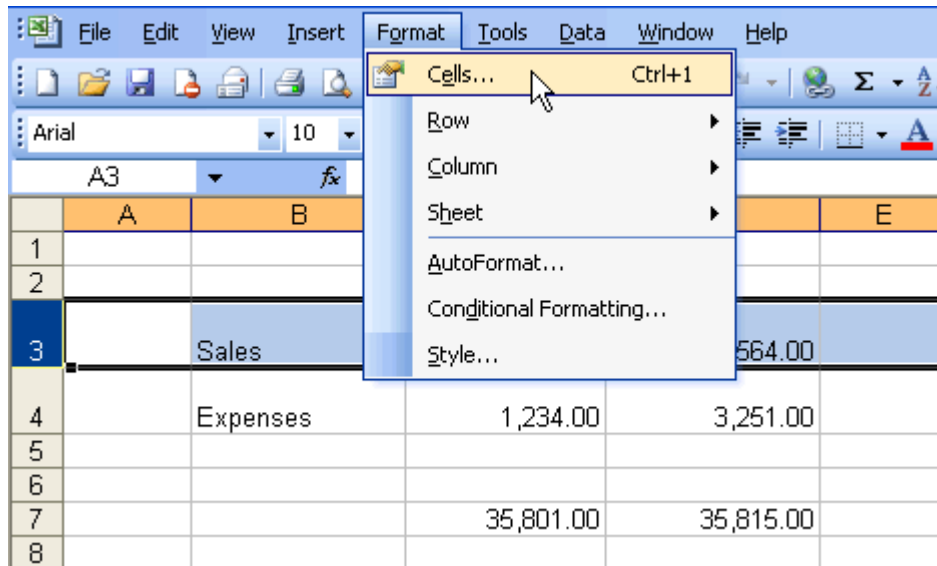 File Edit View Insert Format Tools Data Window Help
Cells... Ctrl+1
Σ A Z
Row
Arial 10 A
Column
A3 fx
Sheet
A B E
1
AutoFormat...
2
Conditional Formatting...
3 Sales 564.00
Style...
4 Expenses 1,234.00 3,251.00
5
6
7 35,801.00 35,815.00
8